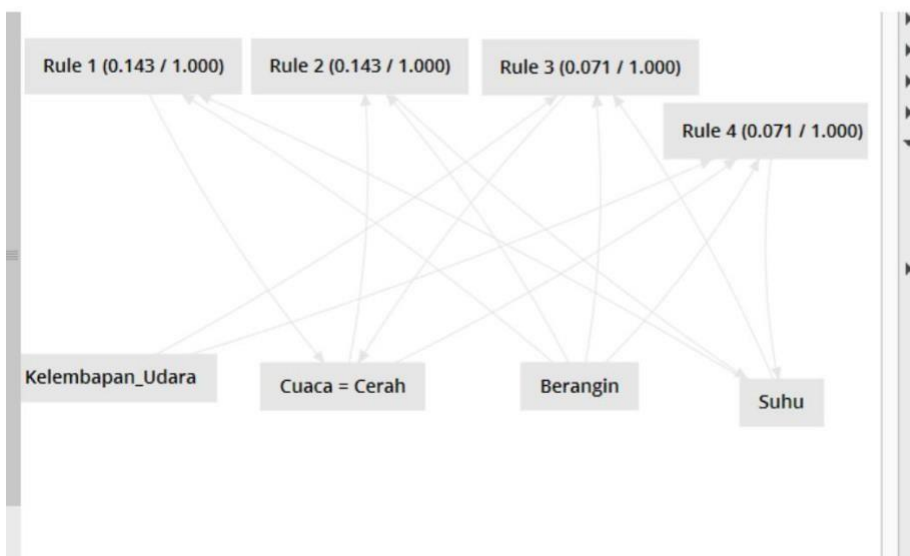 Rule 1 (0.143 / 1.000)
Rule 2 (0.143 / 1.000)
Rule 3 (0.071 / 1.000)
Rule 4 (0.071 / 1.000)
Kelembapan_Udara
Cuaca = Cerah
Berangin
Suhu